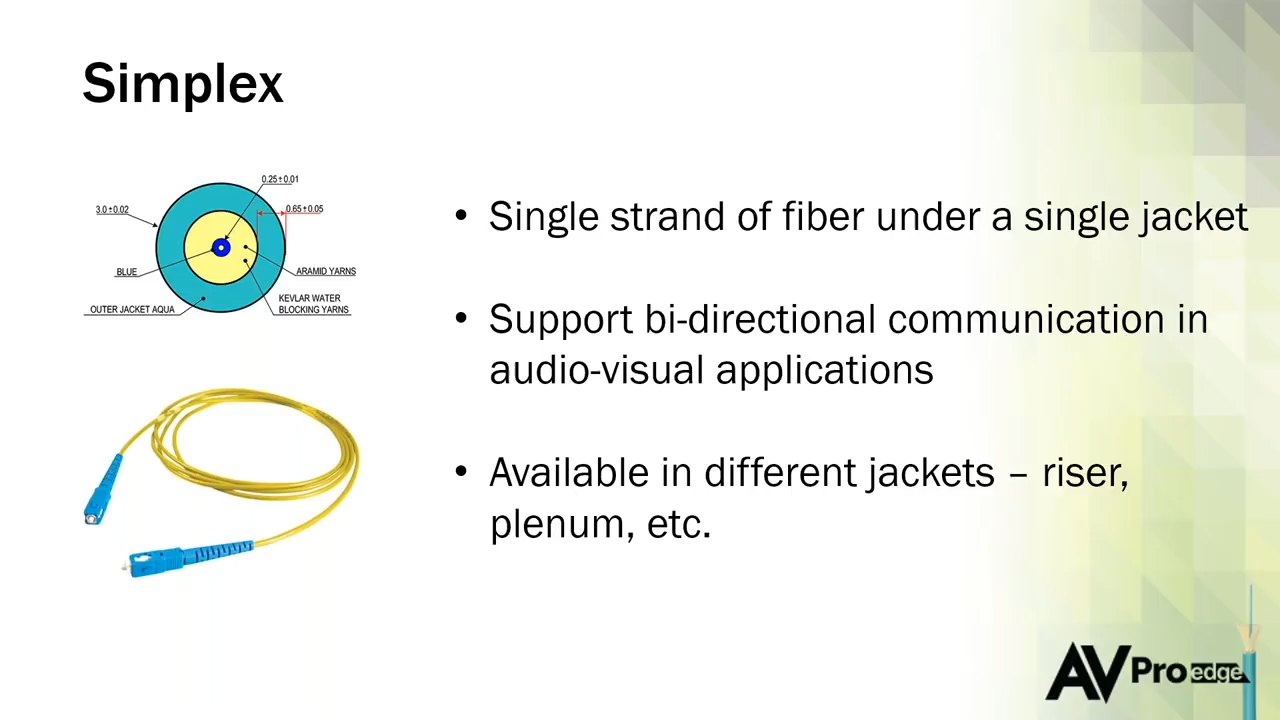 Simplex
0.25±0.01
3.0±0.02
0.65±0.05
BLUE
ARAMID YARNS
OUTER JACKET AQUA
KEVLAR WATER
BLOCKING YARNS
• Single strand of fiber under a single jacket
• Support bi-directional communication in
audio-visual applications
• Available in different jackets – riser,
plenum, etc.
AVProedge